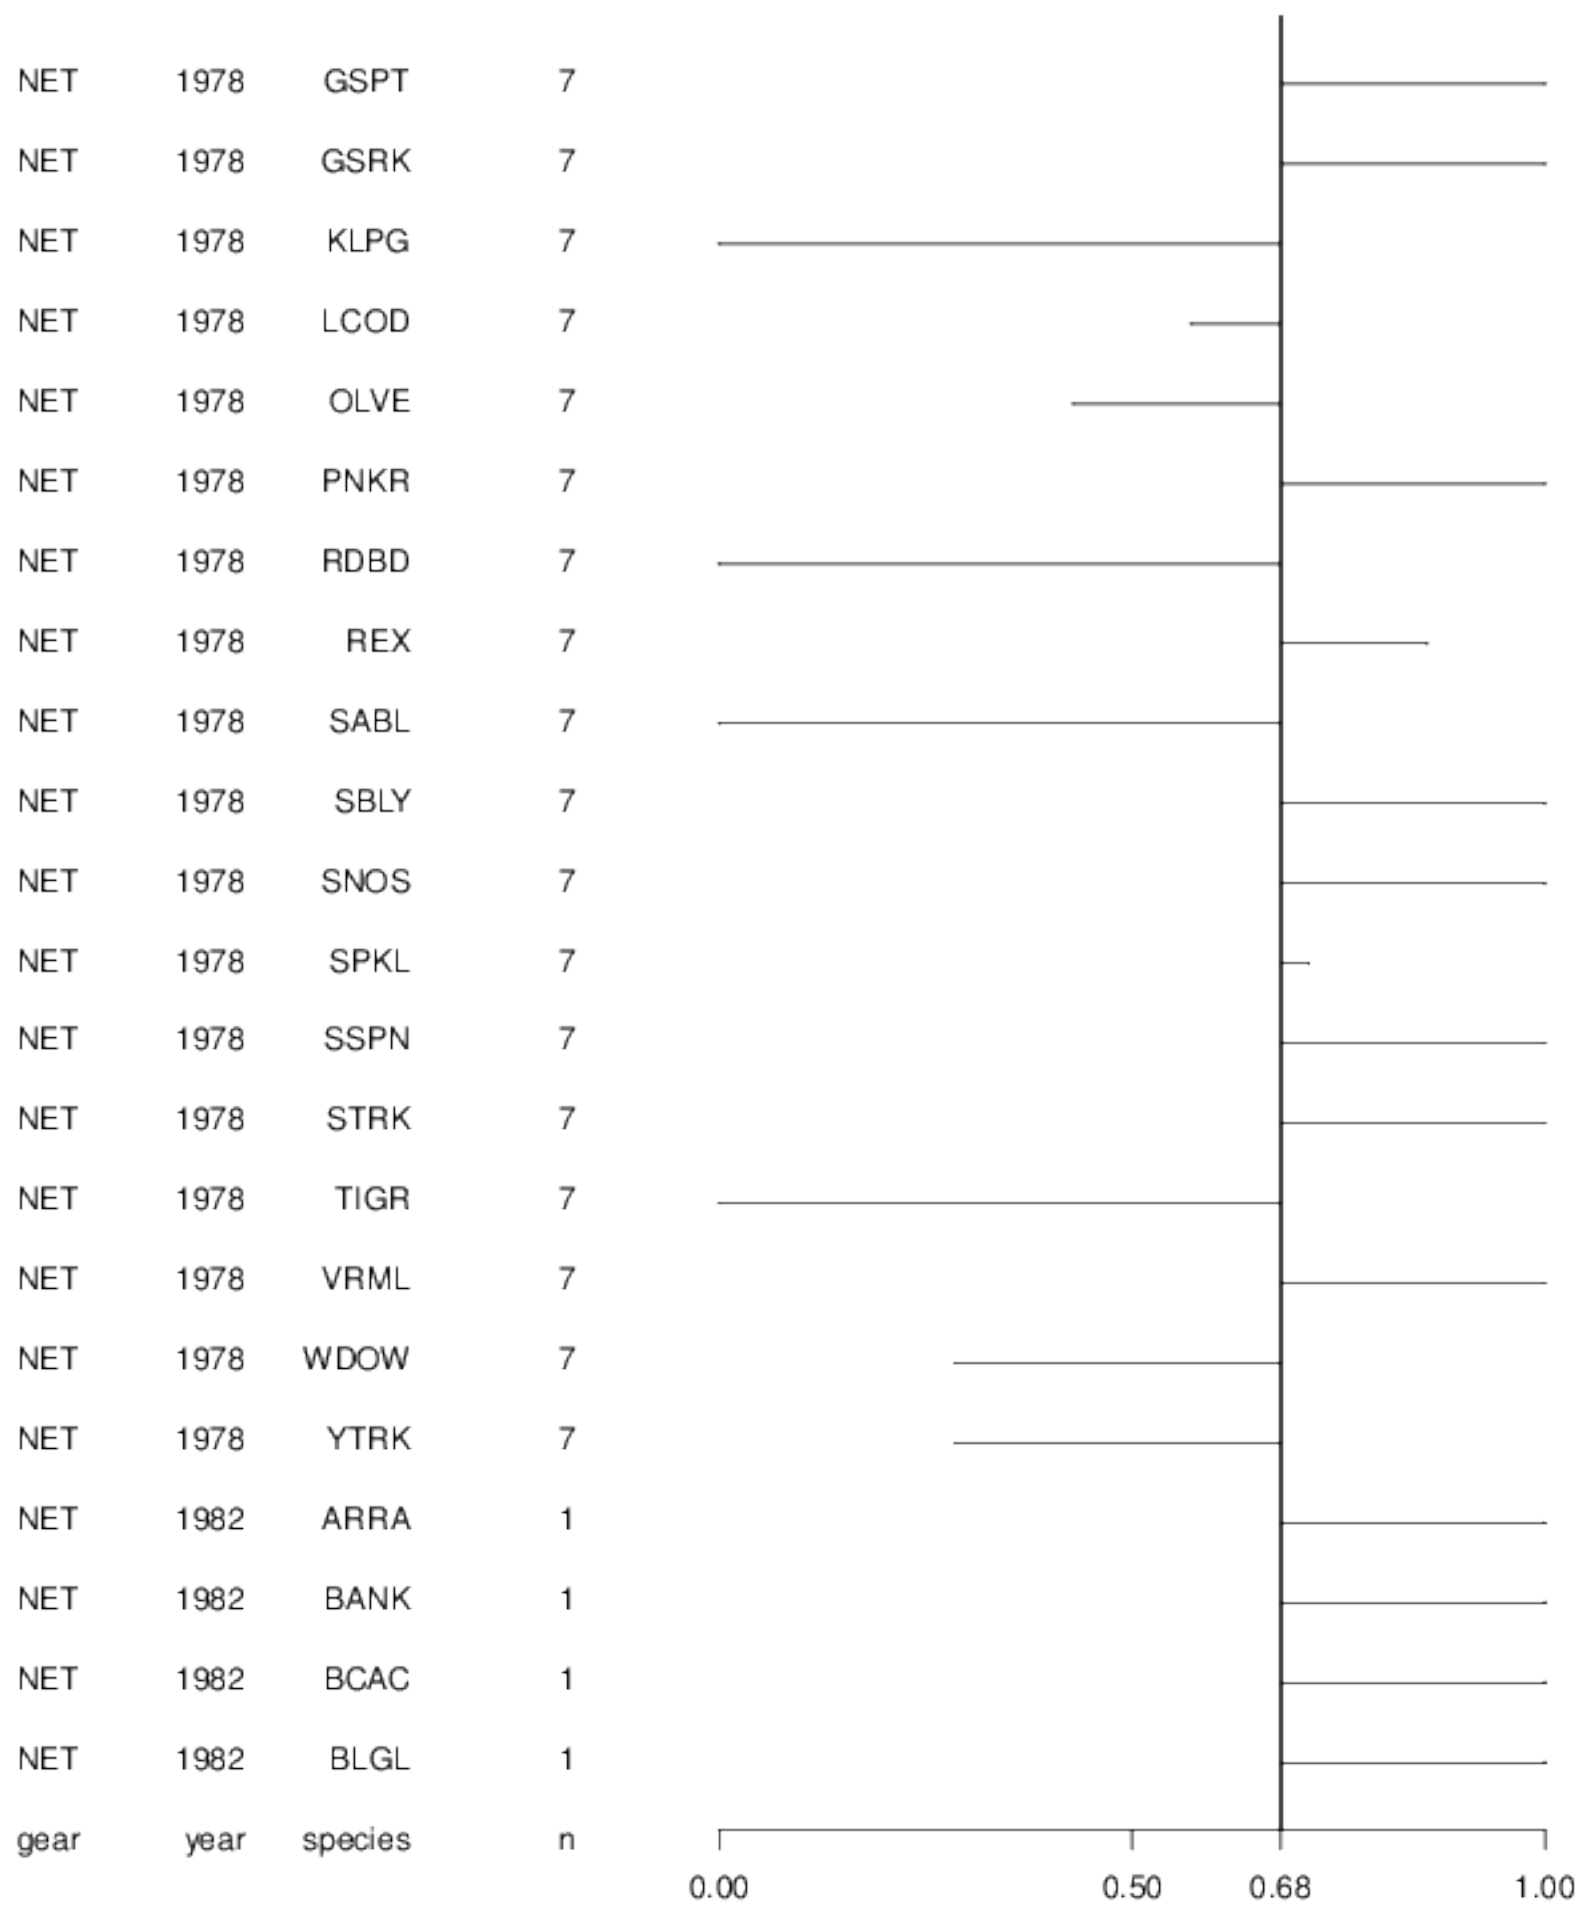 NET 1978 GSPT 7
NET 1978 GSRK 7
NET 1978 KLPG 7
NET 1978 LCOD 7
NET 1978 OLVE 7
NET 1978 PNKR 7
NET 1978 RDBD 7
NET 1978 REX 7
NET 1978 SABL 7
NET 1978 SBLY 7
NET 1978 SNOS 7
NET 1978 SPKL 7
NET 1978 SSPN 7
NET 1978 STRK 7
NET 1978 TIGR 7
NET 1978 VRML 7
NET 1978 WDOW 7
NET 1978 YTRK 7
NET 1982 ARRA 1
NET 1982 BANK 1
NET 1982 BCAC 1
NET 1982 BLGL 1
gear year species n
0.00 0.50 0.68 1.00